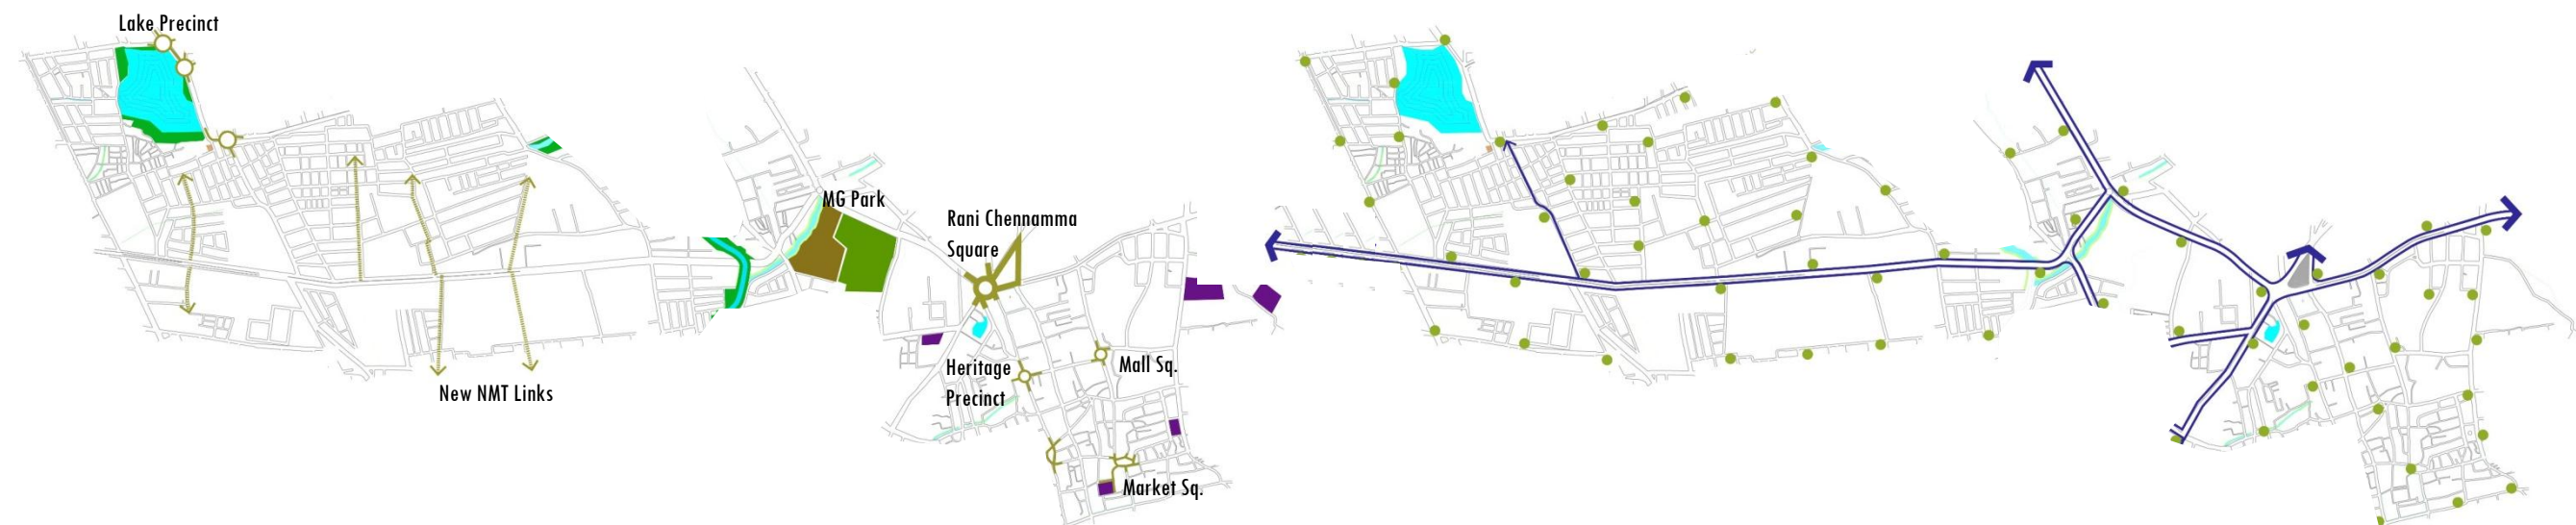 Lake Precinct
MG Park
Rani Chennamma
Square
Heritage
Precinct
Mall Sq.
New NMT Links
Market Sq.